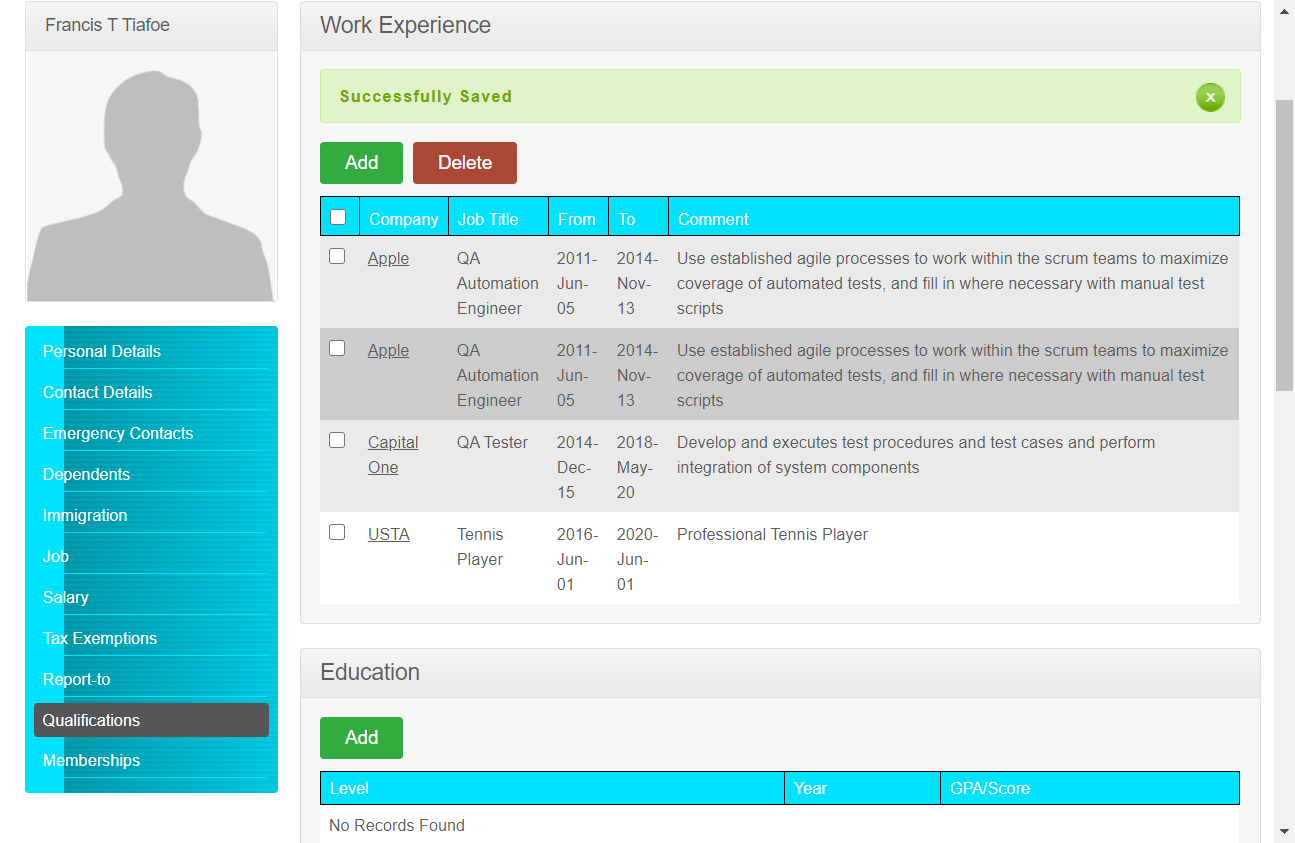 Francis T Tiafoe
Personal Details
Contact Details
Emergency Contacts
Dependents
Immigration
Job
Salary
Tax Exemptions
Report-to
Qualifications
Memberships
Work Experience
Successfully Saved
x
Add Delete
Company Job Title From To Comment
Apple QA 2011- 2014- Use established agile processes to work within the scrum teams to maximize
Automation Jun- Nov- coverage of automated tests, and fill in where necessary with manual test
Engineer 05 13 scripts
Apple QA 2011- 2014- Use established agile processes to work within the scrum teams to maximize
Automation Jun- Nov- coverage of automated tests, and fill in where necessary with manual test
Engineer 05 13 scripts
Capital QA Tester 2014- 2018- Develop and executes test procedures and test cases and perform
One Dec- May- integration of system components
15 20
USTA Tennis 2016- 2020- Professional Tennis Player
Player Jun- Jun-
01 01
Education
Add
Level Year GPA/Score
No Records Found